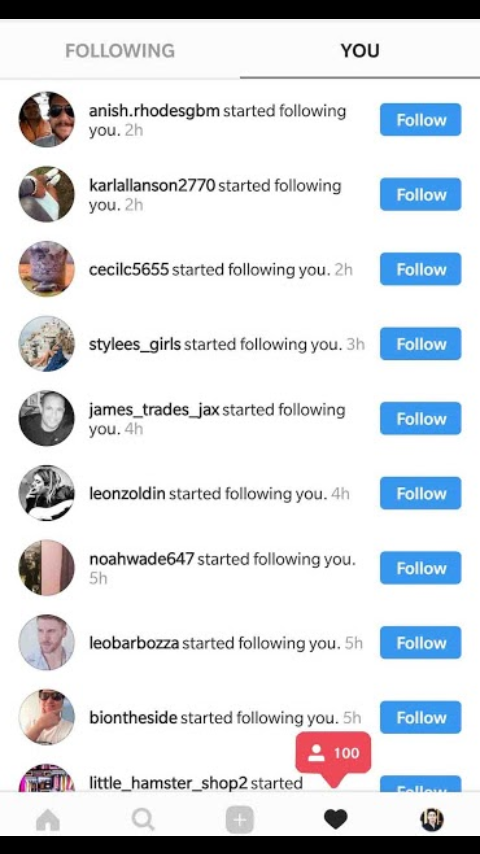 FOLLOWING YOU
anish.rhodesgbm started following
you. 2h
Follow
karlallanson2770 started following
you. 2h
Follow
cecilc5655 started following you. 2h
Follow
stylees_girls started following you. 3h
Follow
james_trades_jax started following
you. 4h
Follow
leonzoldin started following you. 4h
Follow
noahwade647 started following you.
5h
Follow
leobarbozza started following you. 5h
Follow
biontheside started following you. 5h
Follow
100
little_hamster_shop2 started
Follow